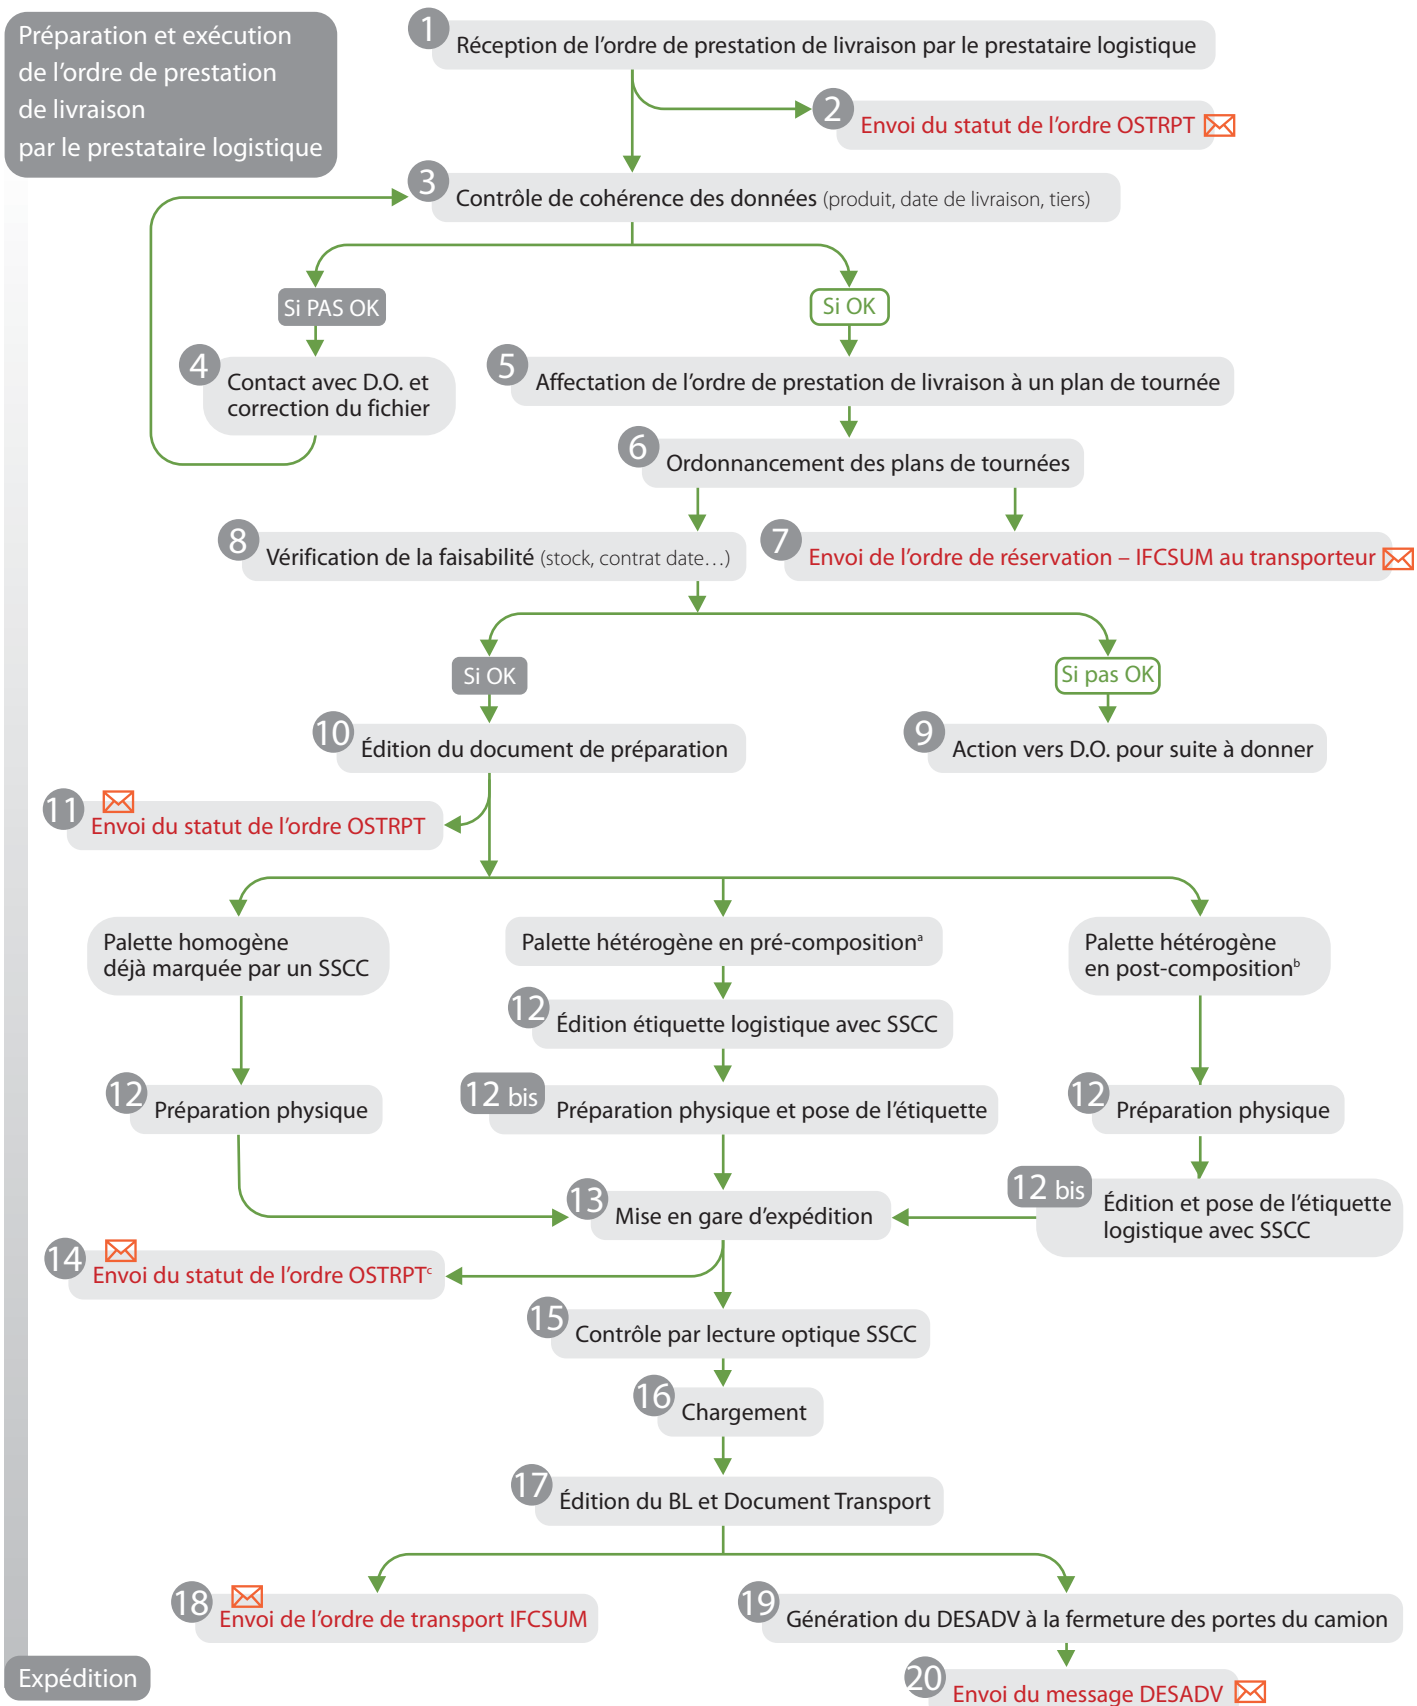 Préparation et exécution
de l’ordre de prestation
de livraison
par le prestataire logistique
1
Réception de l’ordre de prestation de livraison par le prestataire logistique
2
Envoi du statut de l’ordre OSTRPT
3
Contrôle de cohérence des données (produit, date de livraison, tiers)
Si PAS OK
Si OK
4
Contact avec D.O. et
correction du fichier
5
Affectation de l’ordre de prestation de livraison à un plan de tournée
6
Ordonnancement des plans de tournées
8
Vérification de la faisabilité (stock, contrat date…)
7
Envoi de l’ordre de réservation – IFCSUM au transporteur
Si OK
Si pas OK
10
Édition du document de préparation
9
Action vers D.O. pour suite à donner
11
Envoi du statut de l’ordre OSTRPT
Palette homogène
déjà marquée par un SSCC
Palette hétérogène en pré-compositionᵃ
Palette hétérogène
en post-compositionᵇ
12
Édition étiquette logistique avec SSCC
12
Préparation physique
12 bis
Préparation physique et pose de l’étiquette
12
Préparation physique
13
Mise en gare d’expédition
12 bis
Édition et pose de l’étiquette
logistique avec SSCC
14
Envoi du statut de l’ordre OSTRPTᶜ
15
Contrôle par lecture optique SSCC
16
Chargement
17
Édition du BL et Document Transport
18
Envoi de l’ordre de transport IFCSUM
19
Génération du DESADV à la fermeture des portes du camion
Expédition
20
Envoi du message DESADV